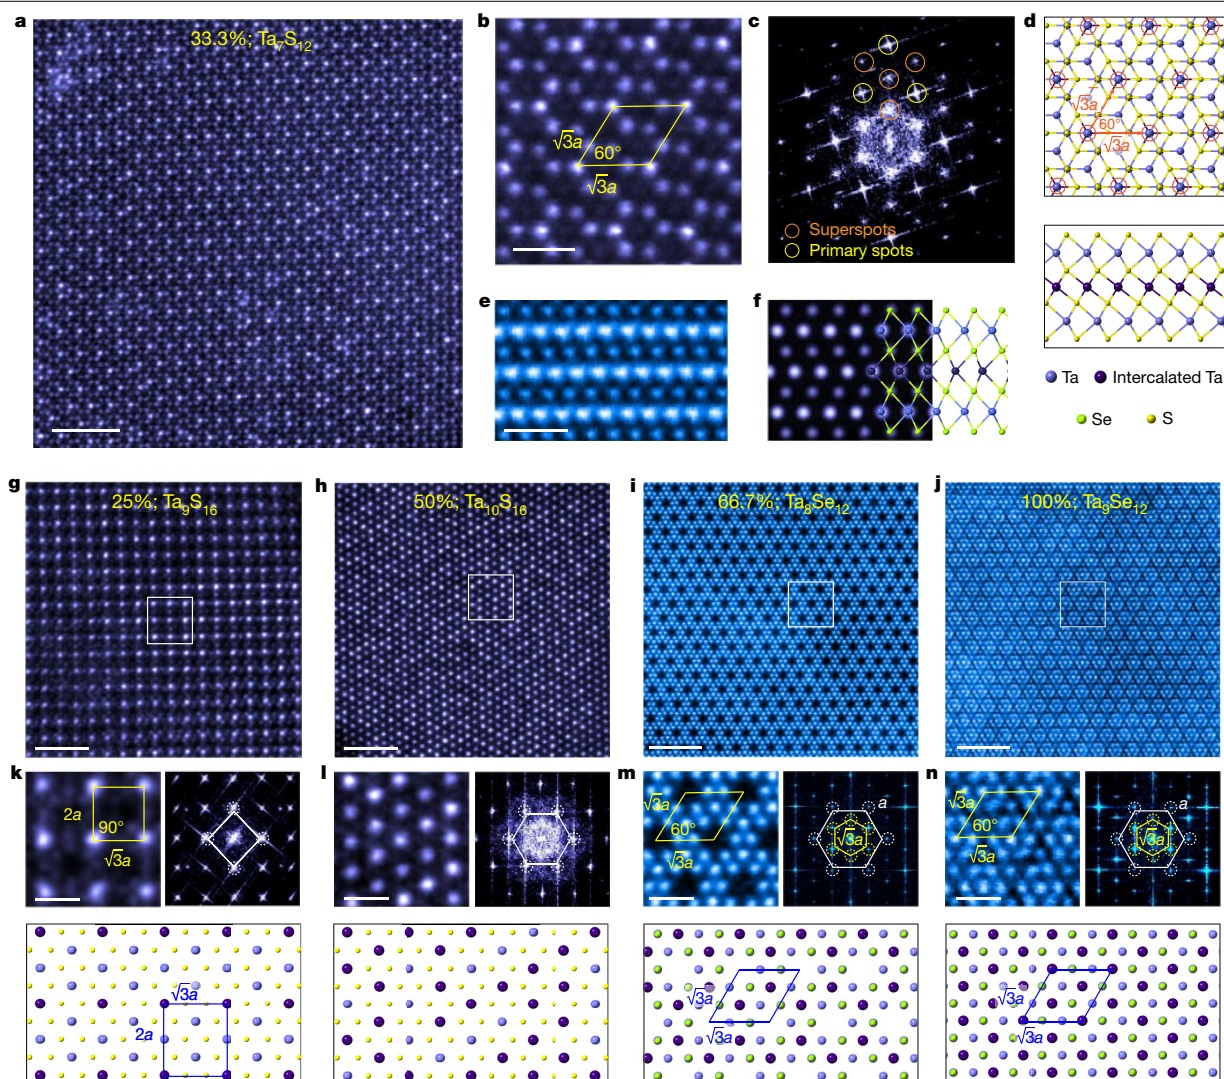 a
33.3%; Ta7S12
b
√3a
60°
√3a
c
Superspots
Primary spots
d
√3a
60°
√3a
e
f
Ta
Intercalated Ta
Se
S
g
25%; Ta9S16
h
50%; Ta10S16
i
66.7%; Ta8Se12
j
100%; Ta9Se12
k
2a
90°
√3a
l
m
√3a
60°
√3a
a
√3a
n
√3a
60°
√3a
a
√3a
√3a
2a
√3a
√3a
√3a
√3a